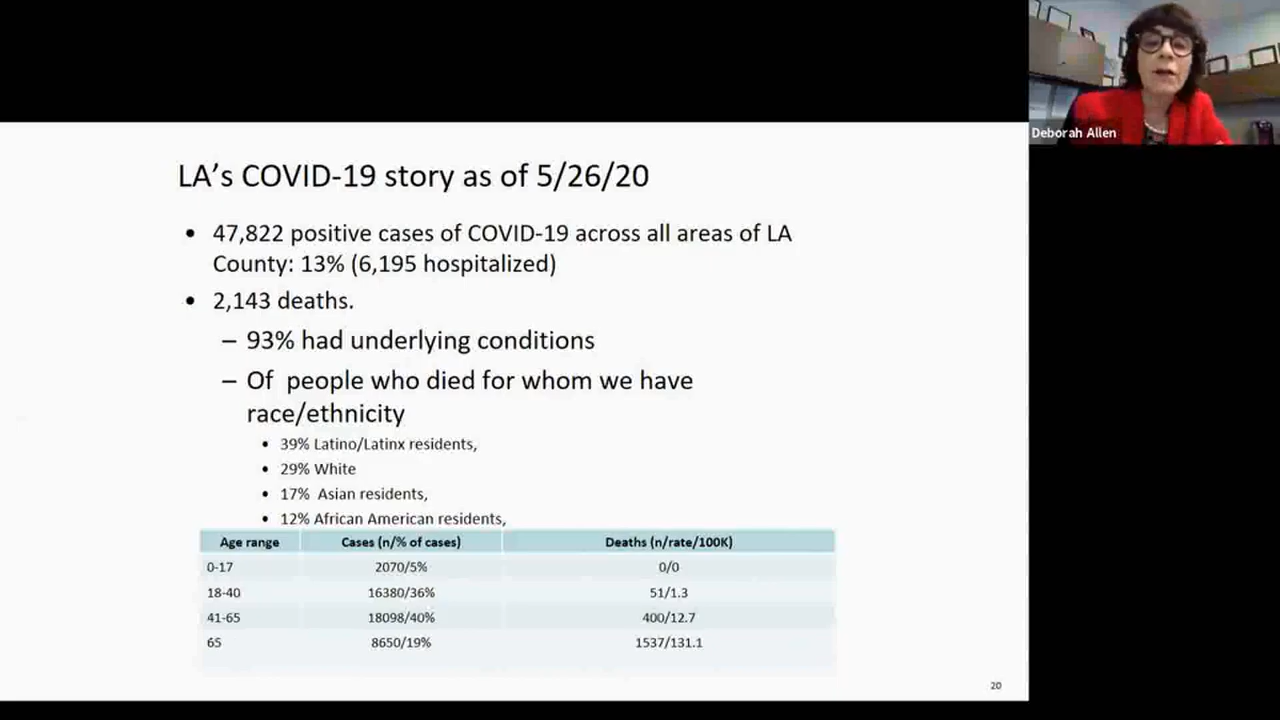 Deborah Allen
LA's COVID-19 story as of 5/26/20
• 47,822 positive cases of COVID-19 across all areas of LA
County: 13% (6,195 hospitalized)
• 2,143 deaths.
– 93% had underlying conditions
– Of people who died for whom we have
race/ethnicity
• 39% Latino/Latinx residents,
• 29% White
• 17% Asian residents,
• 12% African American residents,
Age range Cases (n/% of cases) Deaths (n/rate/100K)
0-17 2070/5% 0/0
18-40 16380/36% 51/1.3
41-65 18098/40% 400/12.7
65 8650/19% 1537/131.1
20